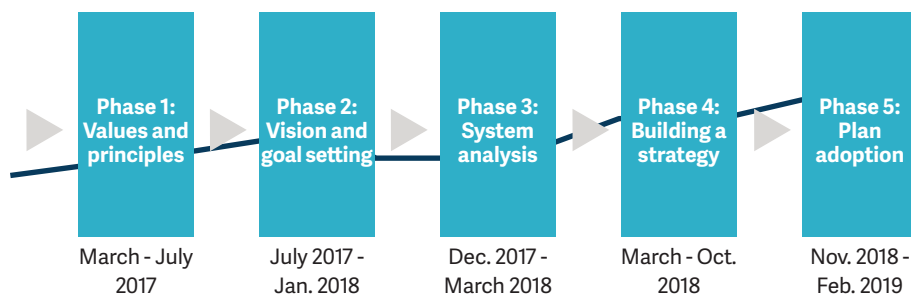 Phase 1:
Values and
principles
Phase 2:
Vision and
goal setting
Phase 3:
System
analysis
Phase 4:
Building a
strategy
Phase 5:
Plan
adoption
March - July
2017
July 2017 -
Jan. 2018
Dec. 2017 -
March 2018
March - Oct.
2018
Nov. 2018 -
Feb. 2019